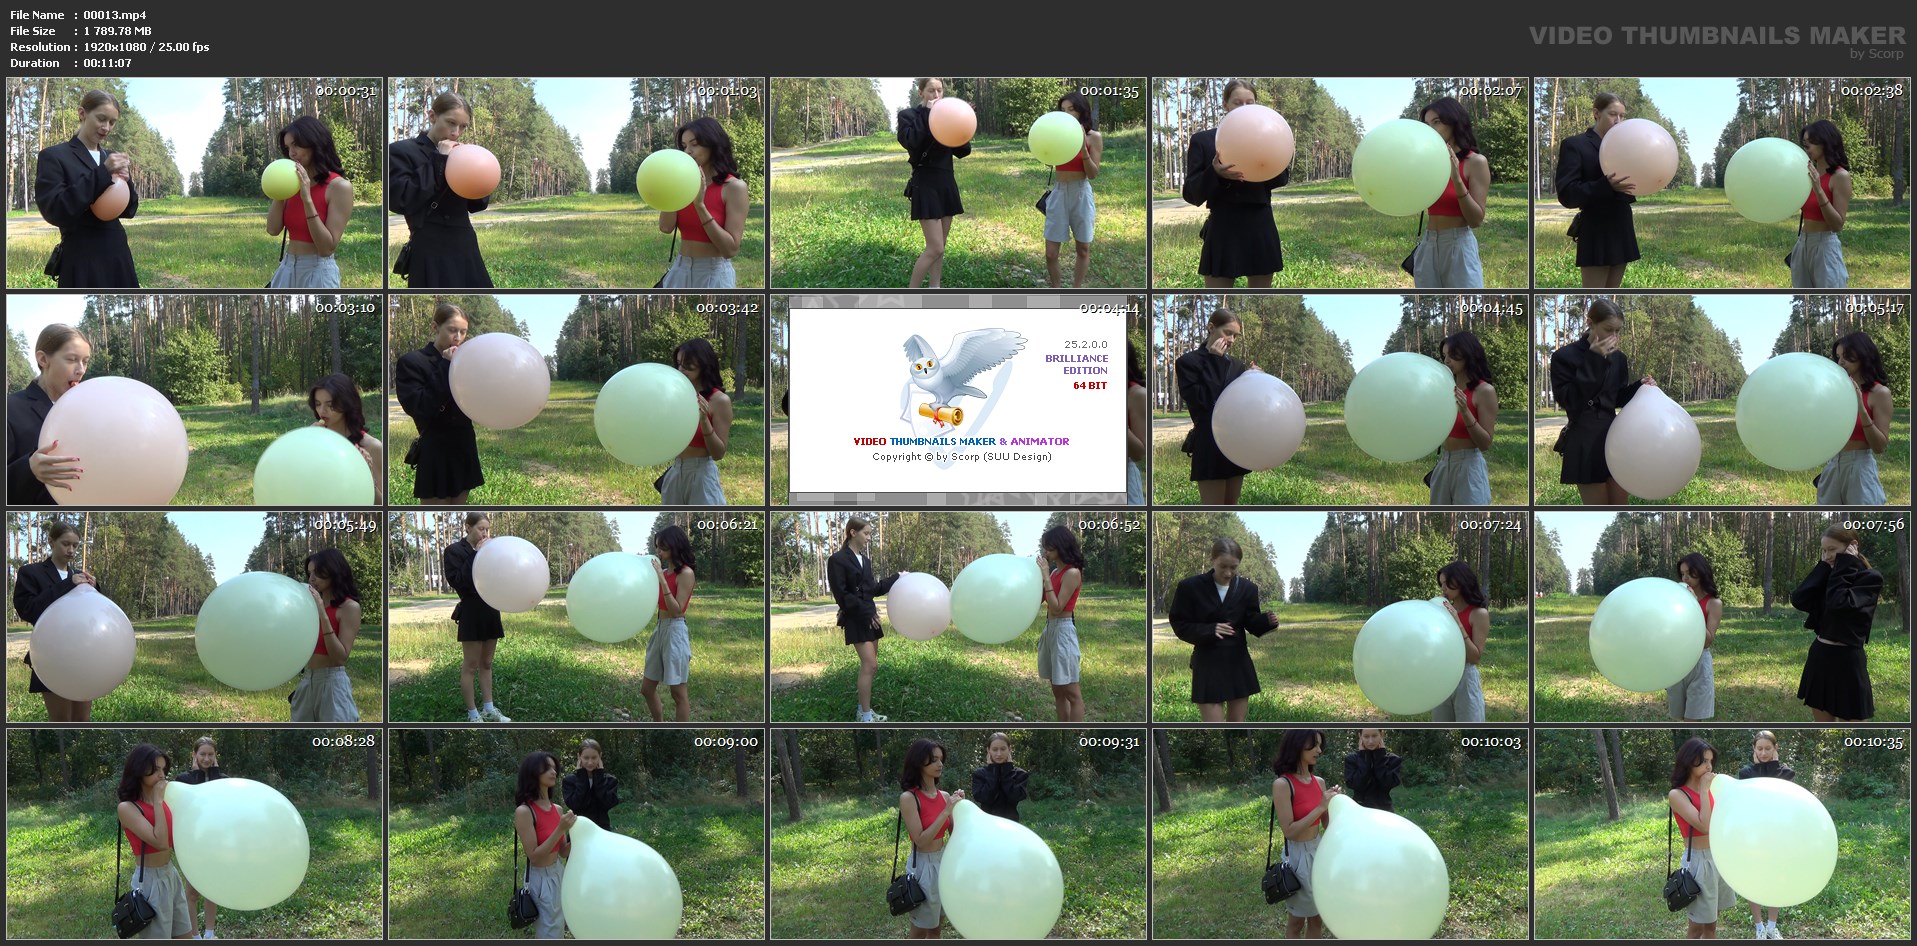 File Name : 00013.mp4
File Size : 1 789.78 MB
Resolution : 1920x1080 / 25.00 fps
Duration : 00:11:07
VIDEO THUMBNAILS MAKER
by Scorp
00:00:31
00:01:03
00:01:35
00:02:07
00:02:38
00:03:10
00:03:42
00:04:14
25.2.0.0
BRILLIANCE
EDITION
64 BIT
VIDEO THUMBNAILS MAKER & ANIMATOR
Copyright © by Scorp (SUU Design)
00:04:45
00:05:17
00:05:49
00:06:21
00:06:52
00:07:24
00:07:56
00:08:28
00:09:00
00:09:31
00:10:03
00:10:35